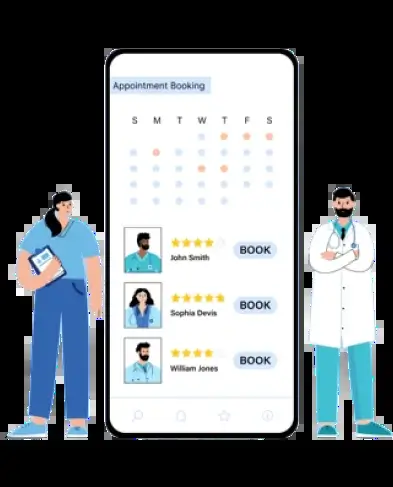 Appointment Booking
S M T W T F S
John Smith
BOOK
Sophia Devis
BOOK
William Jones
BOOK